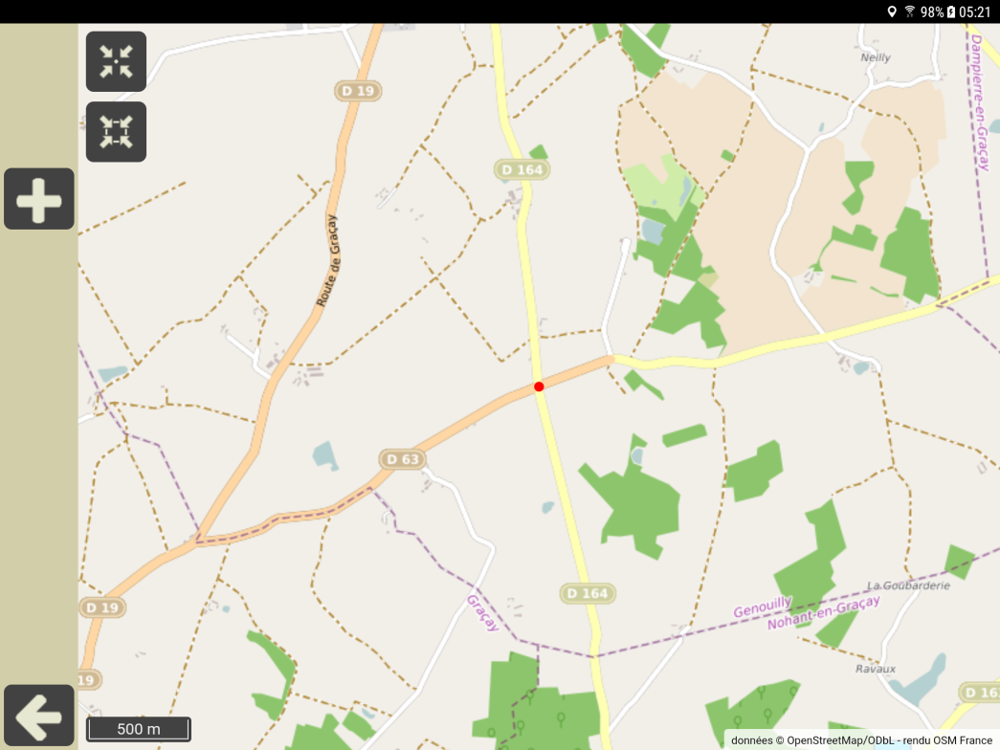 98% 05:21
Neilly
Dampierre-en-Graçay
D 19
D 164
Route de Graçay
D 63
D 164
La Goubarderie
Genouilly
Nohant-en-Graçay
Graçay
D 19
Ravaux
19
D 16
500 m
données © OpenStreetMap/ODbL - rendu OSM France